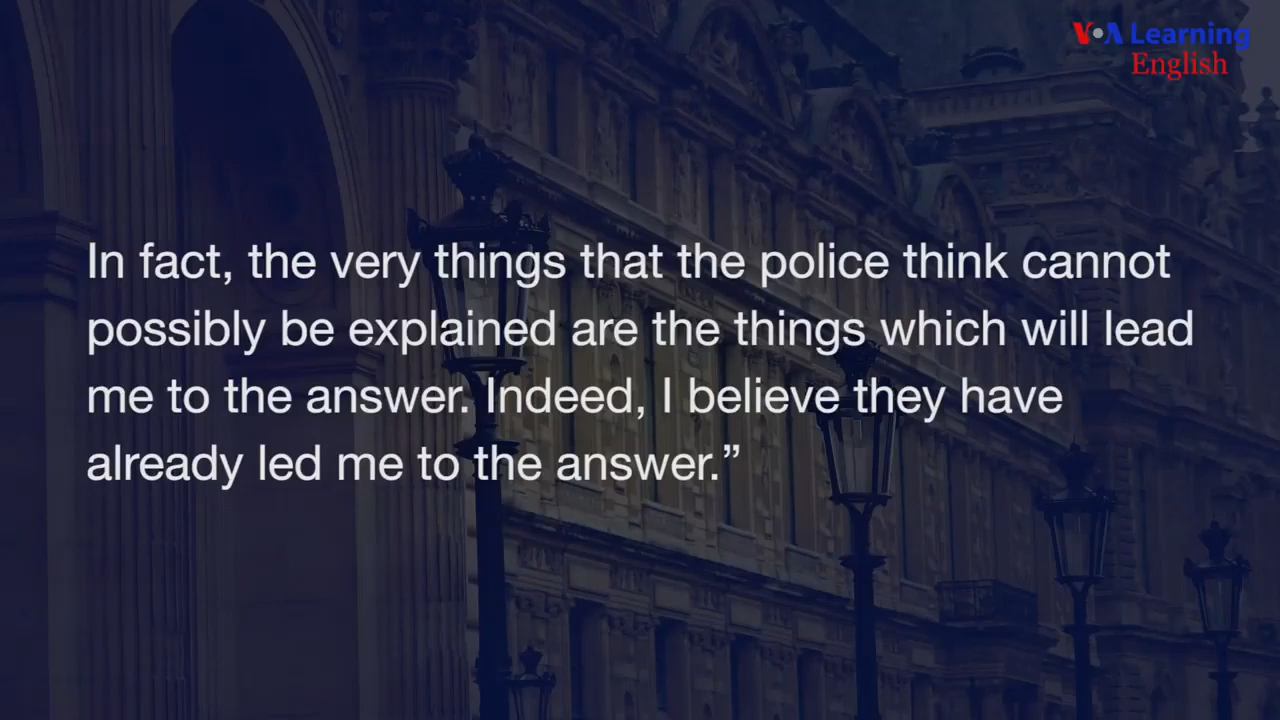 VOA Learning
English
In fact, the very things that the police think cannot
possibly be explained are the things which will lead
me to the answer. Indeed, I believe they have
already led me to the answer.”